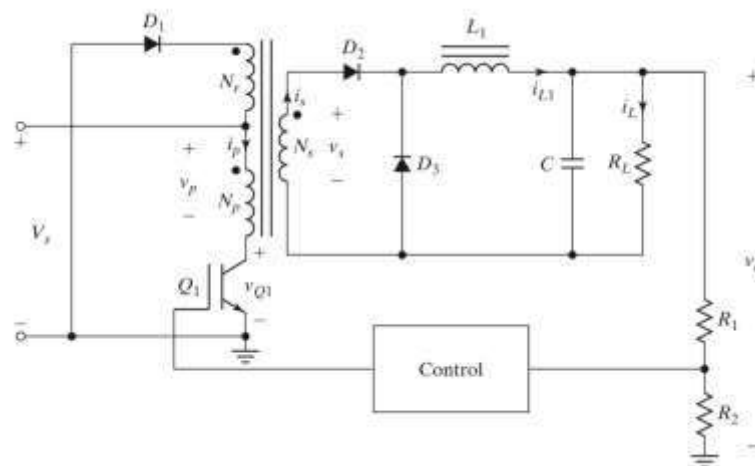 D1
L1
D2
Nr
is
iL1
iL
+
+
ip
+
+
vp
Np
−
Ns
vs
−
D3
C
RL
Vs
+
Q1
vQ1
−
−
R1
Control
R2
−